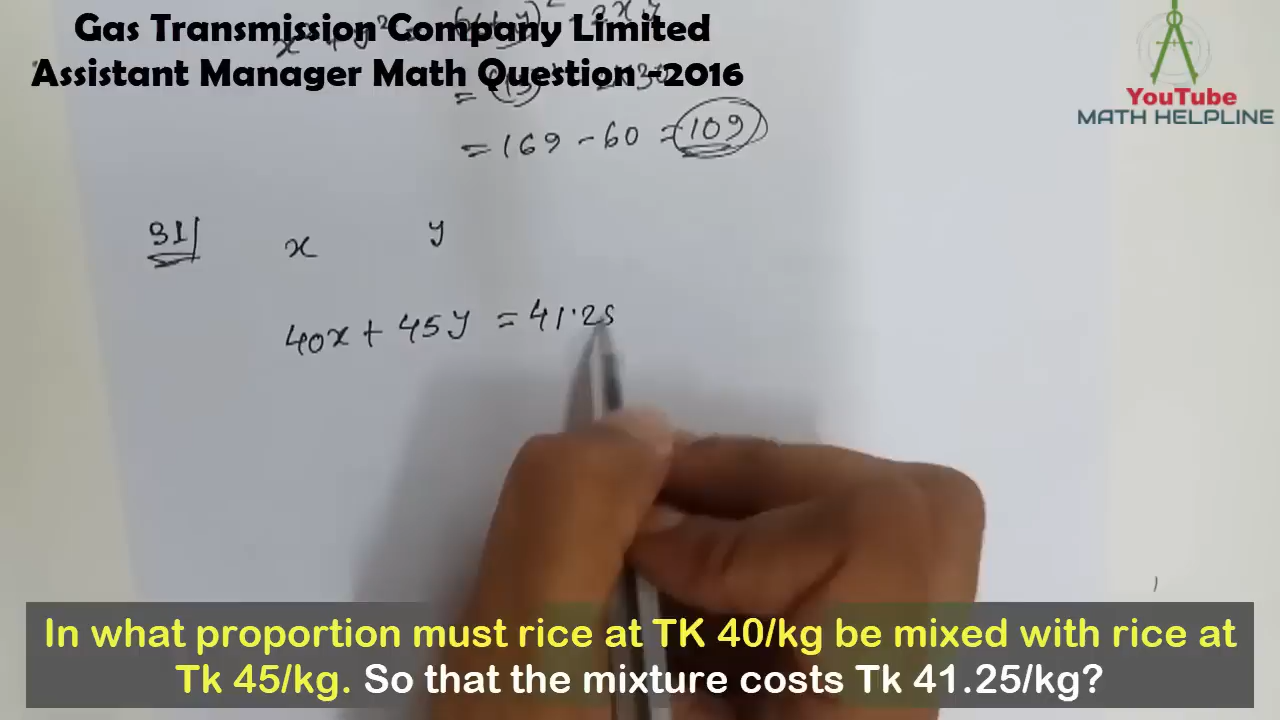 Gas Transmission Company Limited
Assistant Manager Math Question -2016
YouTube
MATH HELPLINE
= 169 - 60 = 109
31
x y
40x + 45y = 41.25
In what proportion must rice at TK 40/kg be mixed with rice at
Tk 45/kg. So that the mixture costs Tk 41.25/kg?